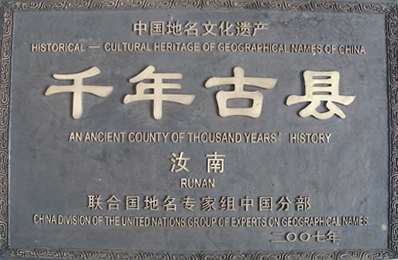 中国地名文化遗产
HISTORICAL — CULTURAL HERITAGE OF GEOGRAPHICAL NAMES OF CHINA
千年古县
AN ANCIENT COUNTY OF THOUSAND YEARS' HISTORY
汝南
RUNAN
联合国地名专家组中国分部
CHINA DIVISION OF THE UNITED NATIONS GROUP OF EXPERTS ON GEOGRAPHICAL NAMES
二〇〇七年